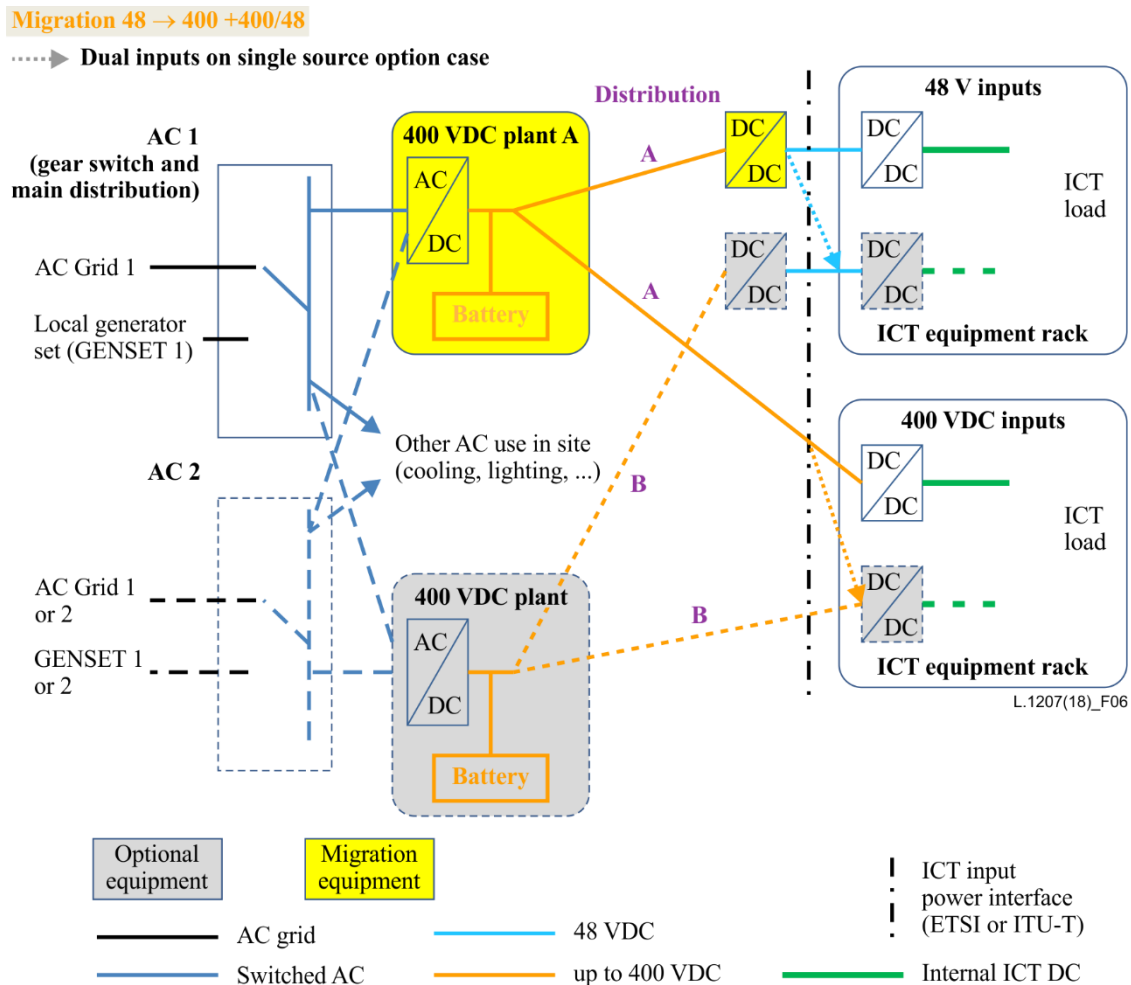 Migration 48 → 400 +400/48
Dual inputs on single source option case
AC 1
(gear switch and
main distribution)
AC Grid 1
Local generator
set (GENSET 1)
AC 2
AC Grid 1
or 2
GENSET 1
or 2
400 VDC plant A
AC
DC
Battery
Other AC use in site
(cooling, lighting, ...)
400 VDC plant
AC
DC
Battery
Distribution
A
A
B
B
DC
DC
DC
DC
48 V inputs
DC
DC
ICT
load
DC
DC
ICT equipment rack
400 VDC inputs
DC
DC
ICT
load
DC
DC
ICT equipment rack
L.1207(18)_F06
Optional
equipment
Migration
equipment
ICT input
power interface
(ETSI or ITU-T)
AC grid
48 VDC
Switched AC
up to 400 VDC
Internal ICT DC